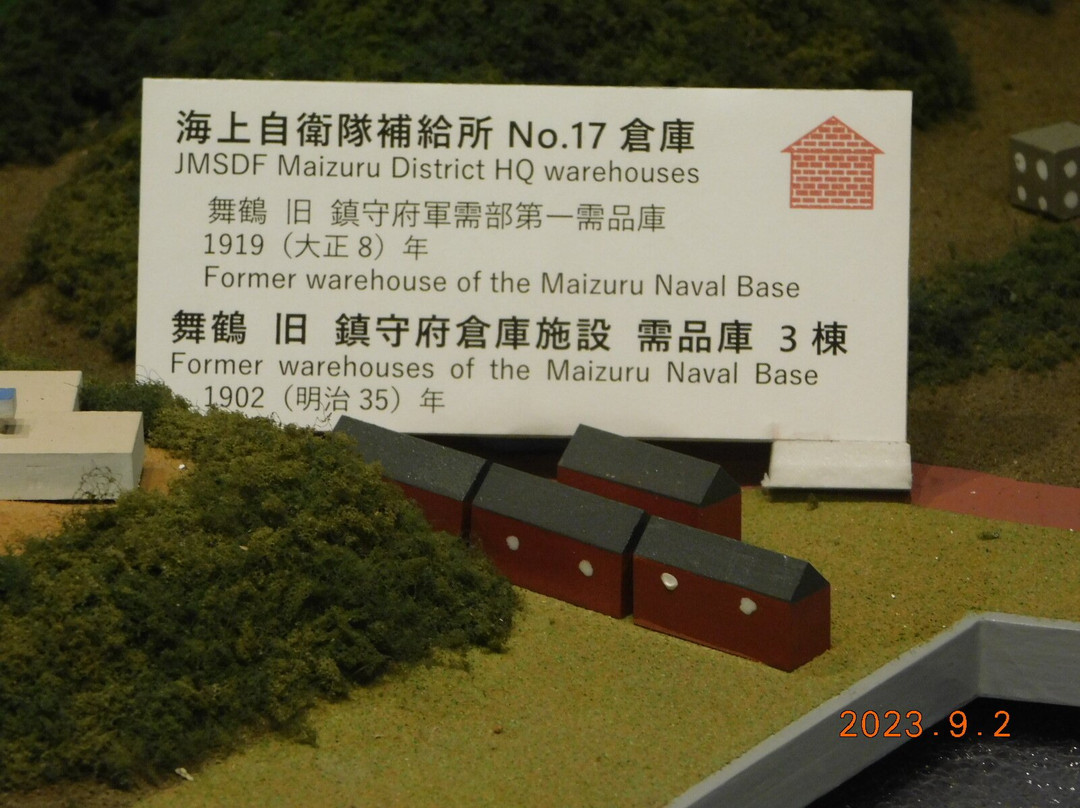 海上自衛隊補給所 No.17 倉庫
JMSDF Maizuru District HQ warehouses
舞鶴 旧 鎮守府軍需部第一需品庫
1919（大正 8）年
Former warehouse of the Maizuru Naval Base
舞鶴 旧 鎮守府倉庫施設 需品庫 3 棟
Former warehouses of the Maizuru Naval Base
1902（明治 35）年
2023.9.2